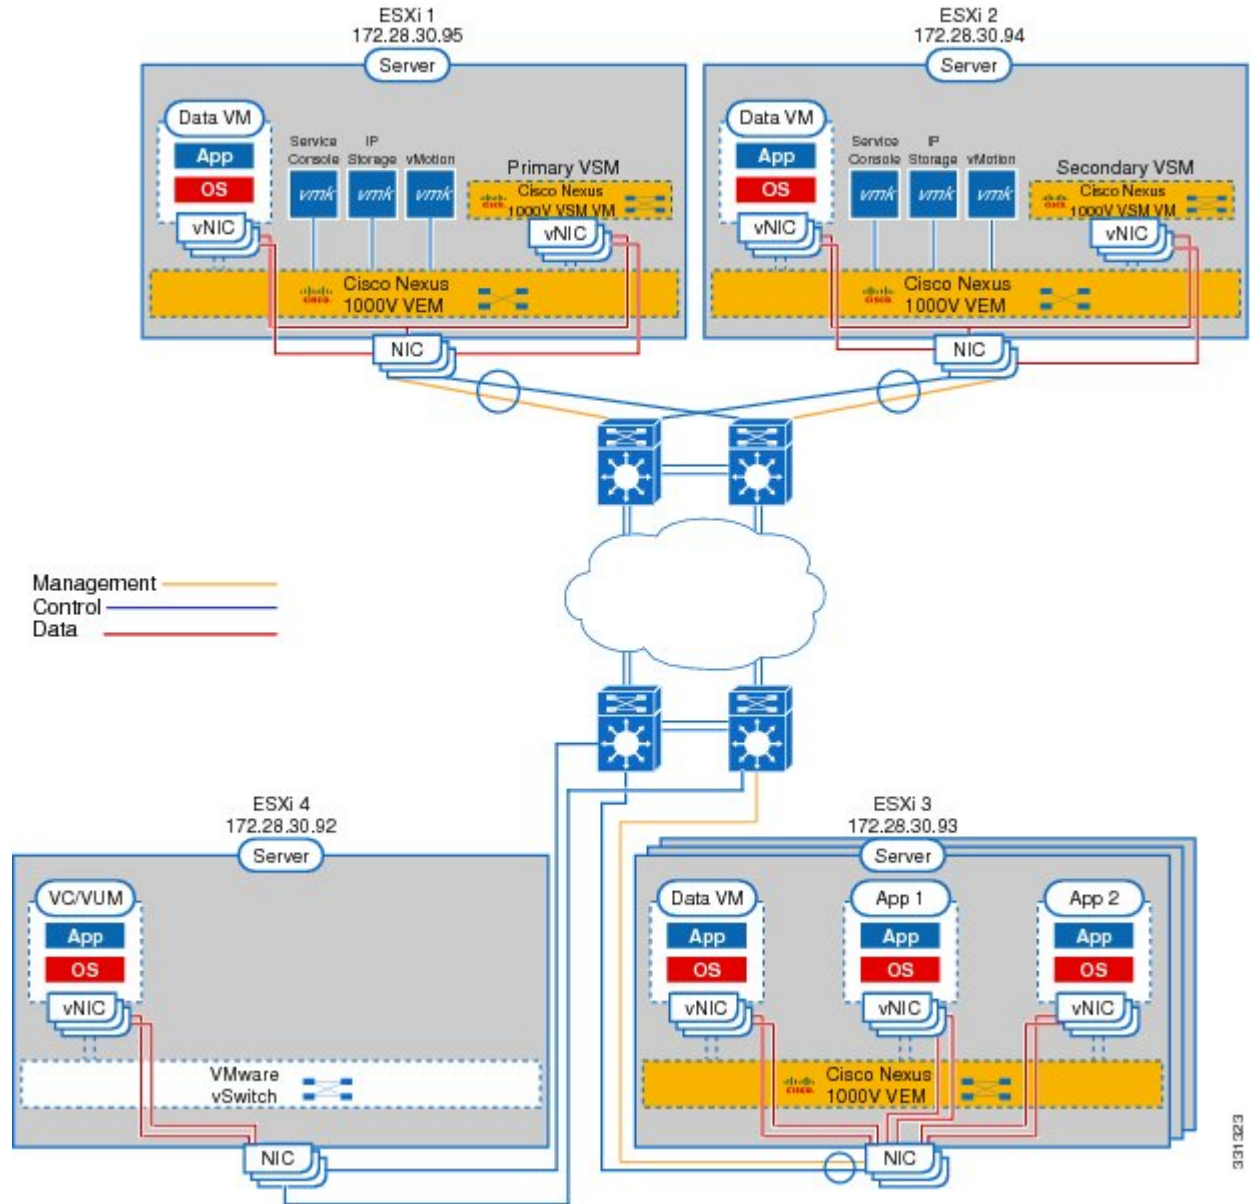 ESXi 1
172.28.30.95
Server
Data VM
App
OS
vNIC
Service
Console
IP
Storage
vMotion
vmk
vmk
vmk
Primary VSM
Cisco Nexus
1000V VSM VM
vNIC
Cisco Nexus
1000V VEM
NIC
ESXi 2
172.28.30.94
Server
Data VM
App
OS
vNIC
Service
Console
IP
Storage
vMotion
vmk
vmk
vmk
Secondary VSM
Cisco Nexus
1000V VSM VM
vNIC
Cisco Nexus
1000V VEM
NIC
Management
Control
Data
ESXi 4
172.28.30.92
Server
VC/VUM
App
OS
vNIC
VMware
vSwitch
NIC
ESXi 3
172.28.30.93
Server
Data VM
App
OS
vNIC
App 1
App
OS
vNIC
App 2
App
OS
vNIC
Cisco Nexus
1000V VEM
NIC
331323